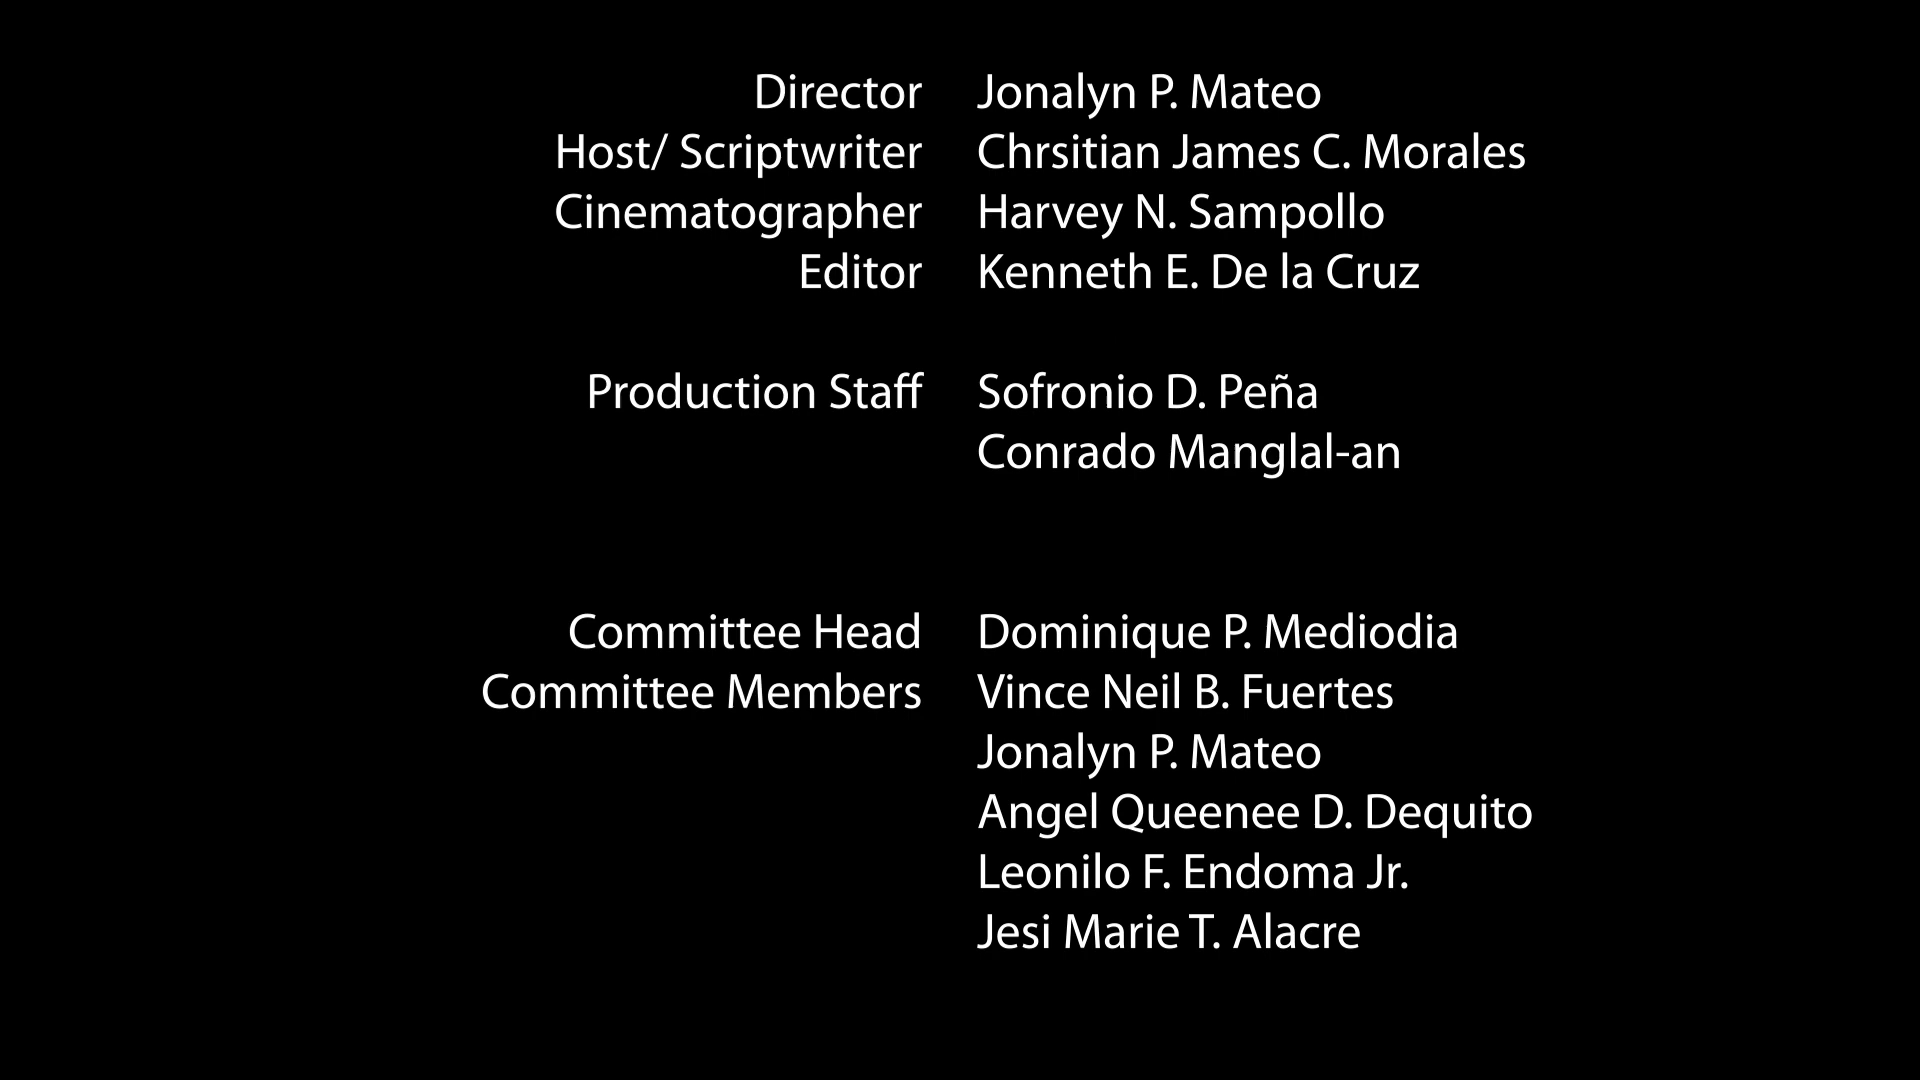 Director Jonalyn P. Mateo
Host/ Scriptwriter Chrsitian James C. Morales
Cinematographer Harvey N. Sampollo
Editor Kenneth E. De la Cruz
Production Staff Sofronio D. Peña
Conrado Manglal-an
Committee Head Dominique P. Mediodia
Committee Members Vince Neil B. Fuertes
Jonalyn P. Mateo
Angel Queenee D. Dequito
Leonilo F. Endoma Jr.
Jesi Marie T. Alacre